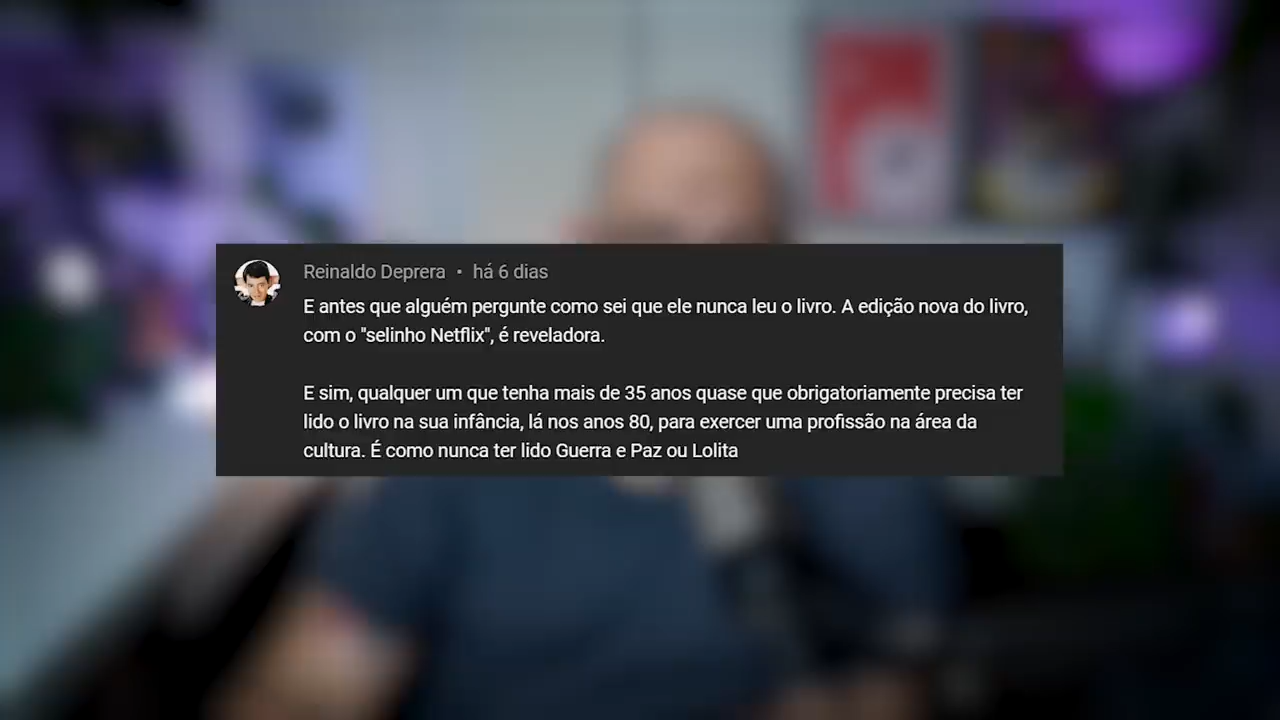 Reinaldo Deprera • há 6 dias
E antes que alguém pergunte como sei que ele nunca leu o livro. A edição nova do livro,
com o "selinho Netflix", é reveladora.
E sim, qualquer um que tenha mais de 35 anos quase que obrigatoriamente precisa ter
lido o livro na sua infância, lá nos anos 80, para exercer uma profissão na área da
cultura. É como nunca ter lido Guerra e Paz ou Lolita